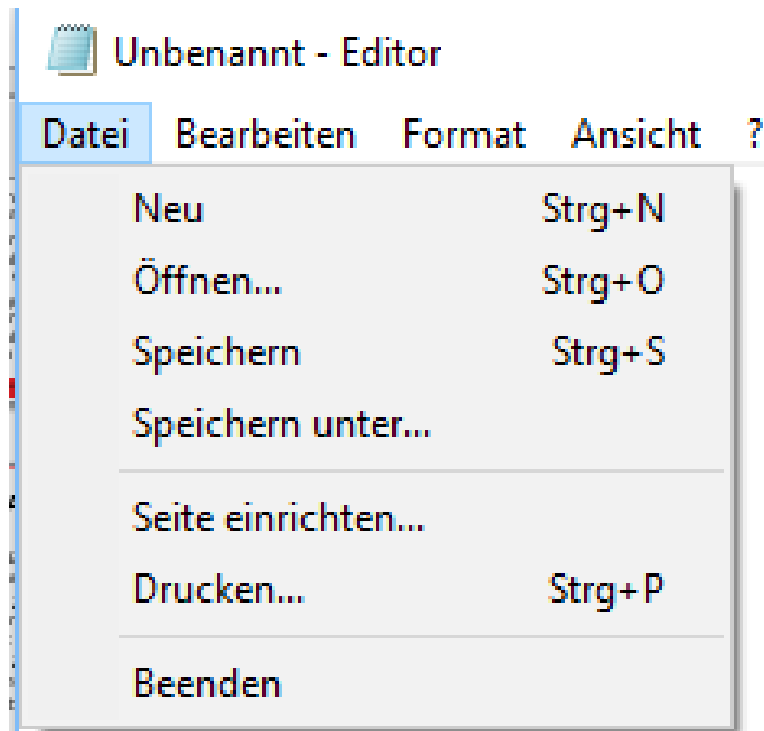 Unbenannt - Editor
Datei Bearbeiten Format Ansicht ?
Neu Strg+N
Öffnen... Strg+O
Speichern Strg+S
Speichern unter...
Seite einrichten...
Drucken... Strg+P
Beenden